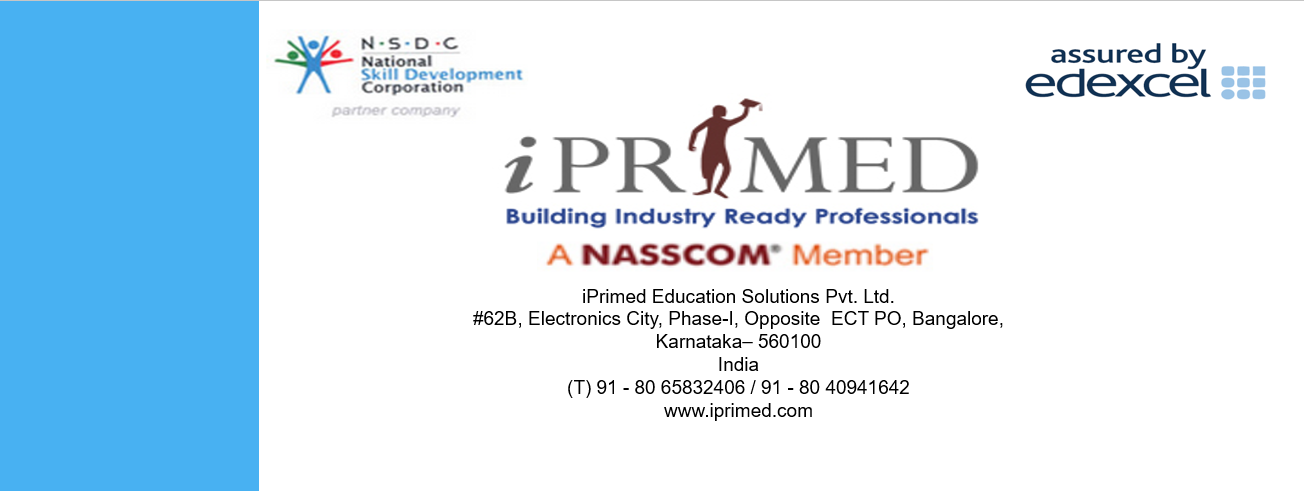 N·S·D·C
National
Skill Development
Corporation
partner company
assured by
edexcel
iPRIMED
Building Industry Ready Professionals
A NASSCOM® Member
iPrimed Education Solutions Pvt. Ltd.
#62B, Electronics City, Phase-I, Opposite  ECT PO, Bangalore,
Karnataka– 560100
India
(T) 91 - 80 65832406 / 91 - 80 40941642
www.iprimed.com